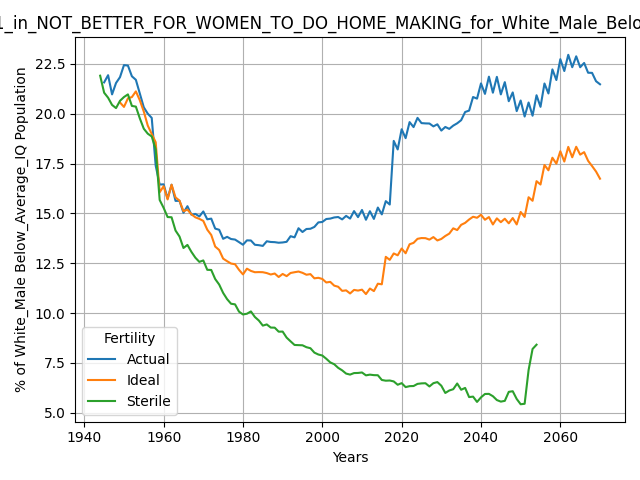 1_in_NOT_BETTER_FOR_WOMEN_TO_DO_HOME_MAKING_for_White_Male_Belo
% of White_Male Below_Average_IQ Population
22.5
20.0
17.5
15.0
12.5
10.0
7.5
5.0
Fertility
Actual
Ideal
Sterile
1940 1960 1980 2000 2020 2040 2060
Years